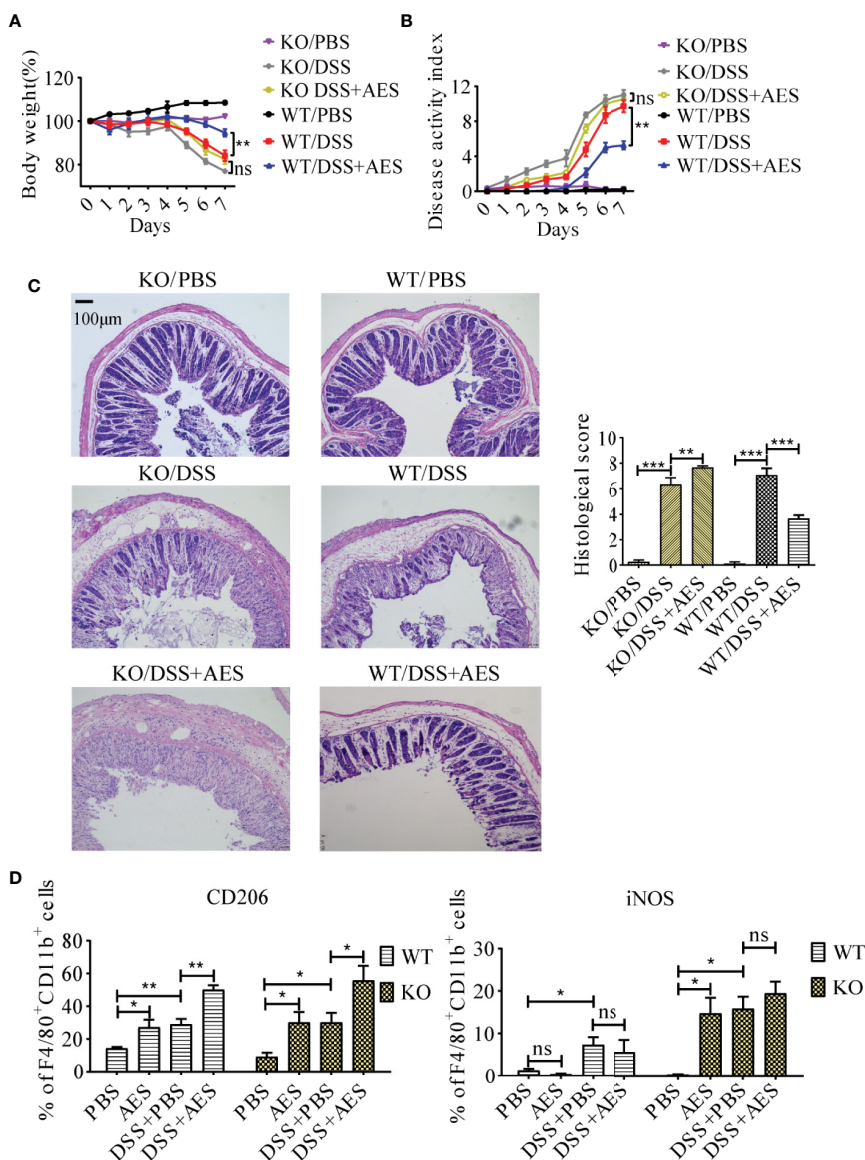 A
KO/PBS
KO/DSS
KO DSS+AES
WT/PBS
WT/DSS
WT/DSS+AES
Body weight(%)
120
100
80
**
ns
0 1 2 3 4 5 6 7
Days
B
KO/PBS
KO/DSS
KO/DSS+AES
WT/PBS
WT/DSS
WT/DSS+AES
Disease activity index
12
9
6
3
0
ns
**
0 1 2 3 4 5 6 7
Days
C
KO/PBS WT/PBS
100μm
KO/DSS WT/DSS
KO/DSS+AES WT/DSS+AES
Histological score
8
6
4
2
0
*** ** *** ***
KO/PBS KO/DSS KO/DSS+AES WT/PBS WT/DSS WT/DSS+AES
D
CD206
% of F4/80+CD11b+ cells
80
60
40
20
0
* ** ** * * *
WT
KO
PBS AES DSS+PBS DSS+AES PBS AES DSS+PBS DSS+AES
iNOS
% of F4/80+CD11b+ cells
30
20
10
0
ns * ns * * ns
WT
KO
PBS AES DSS+PBS DSS+AES PBS AES DSS+PBS DSS+AES